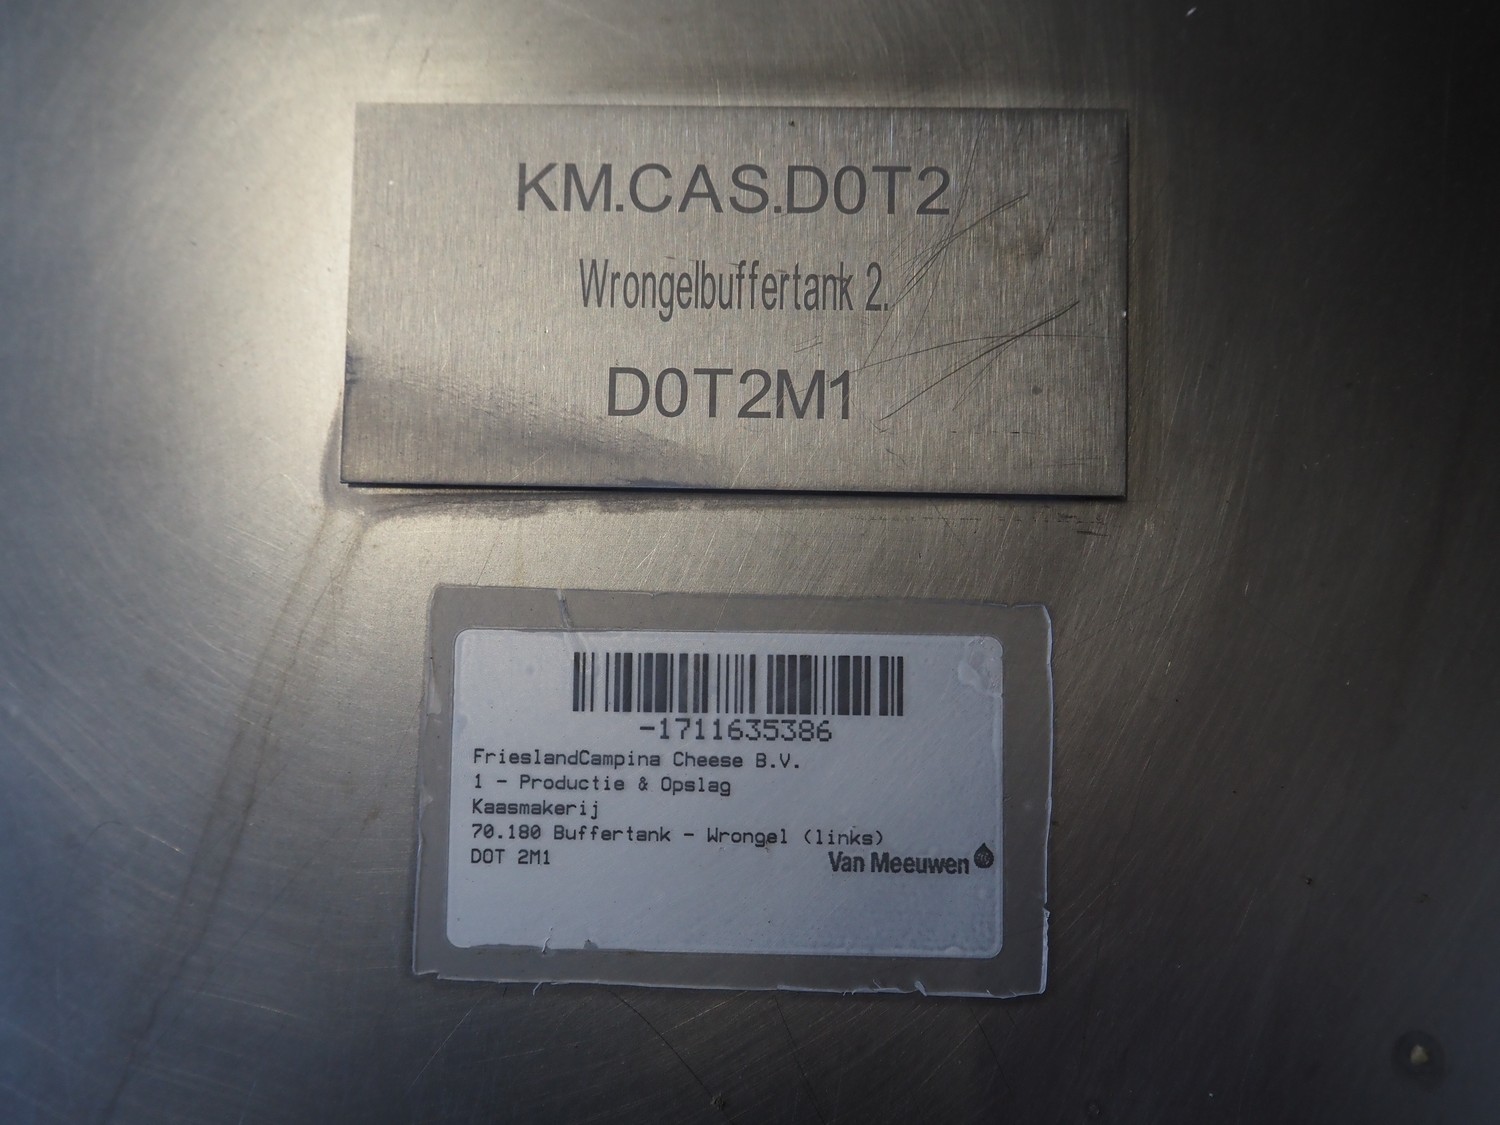 KM.CAS.D0T2
Wrongelbuffertank 2.
D0T2M1
-1711635386
FrieslandCampina Cheese B.V.
1 - Productie & Opslag
Kaasmakerij
70.180 Buffertank - Wrongel (links)
DOT 2M1
Van Meeuwen